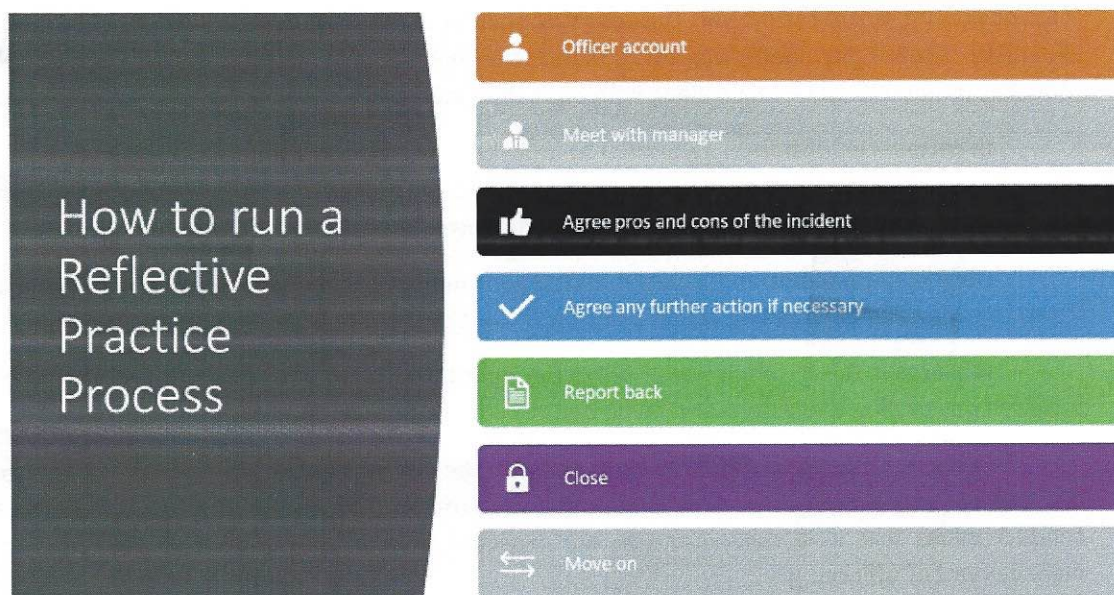 How to run a
Reflective
Practice
Process
Officer account
Meet with manager
Agree pros and cons of the incident
Agree any further action if necessary
Report back
Close
Move on